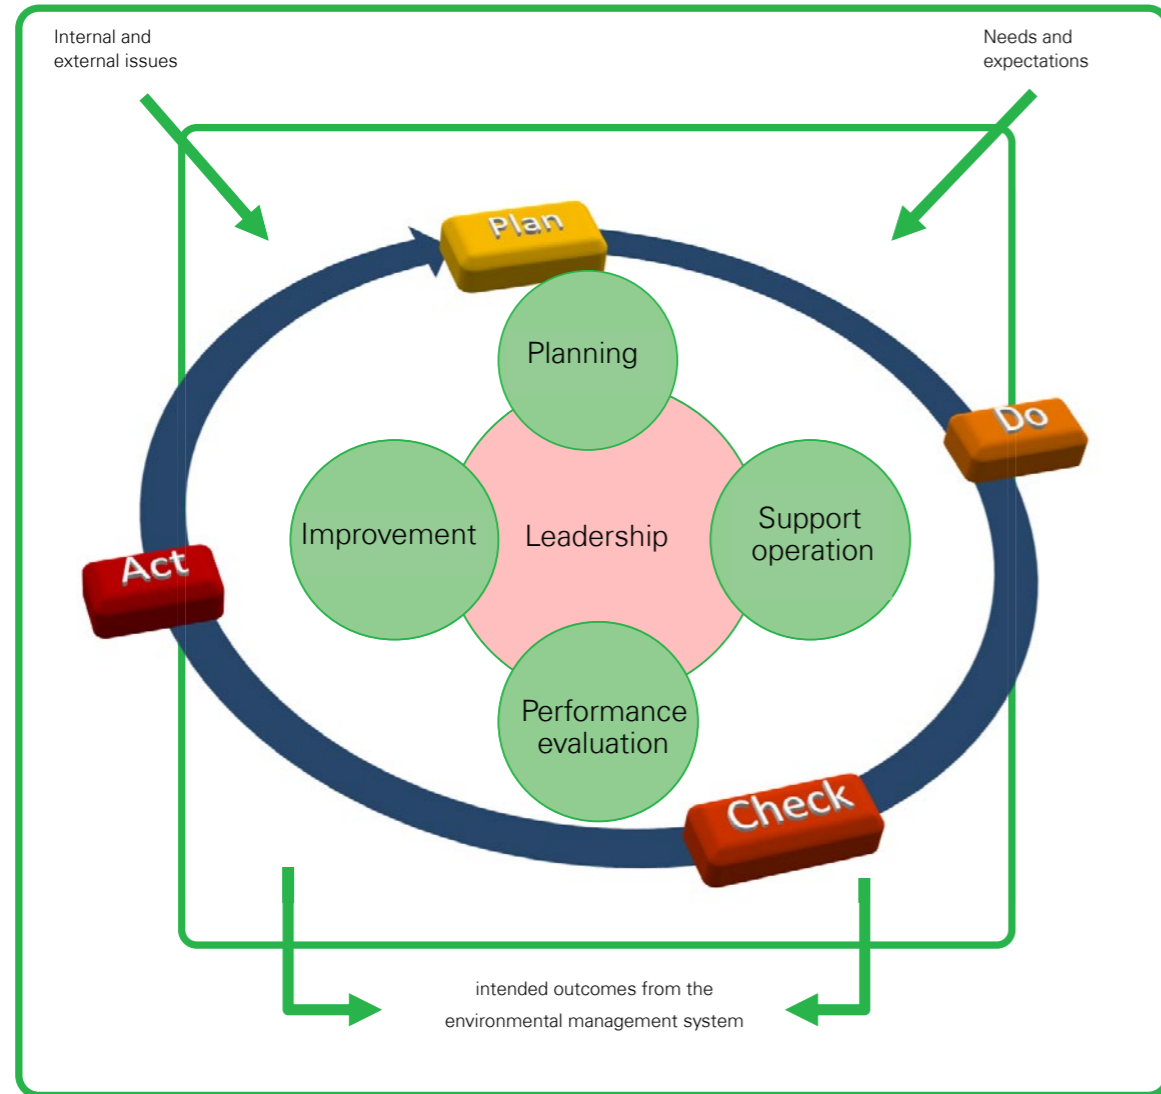 Internal and
external issues
Needs and
expectations
Plan
Planning
Do
Improvement
Leadership
Support
operation
Act
Performance
evaluation
Check
intended outcomes from the
environmental management system